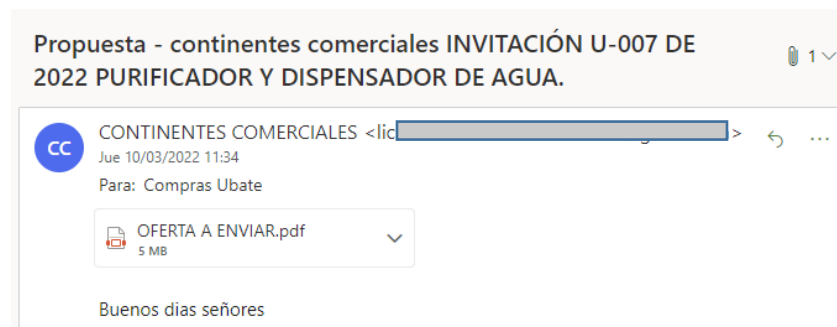 Propuesta - continentes comerciales INVITACIÓN U-007 DE
2022 PURIFICADOR Y DISPENSADOR DE AGUA.
1
CC
CONTINENTES COMERCIALES <lic >
Jue 10/03/2022 11:34
Para: Compras Ubate
OFERTA A ENVIAR.pdf
5 MB
Buenos dias señores